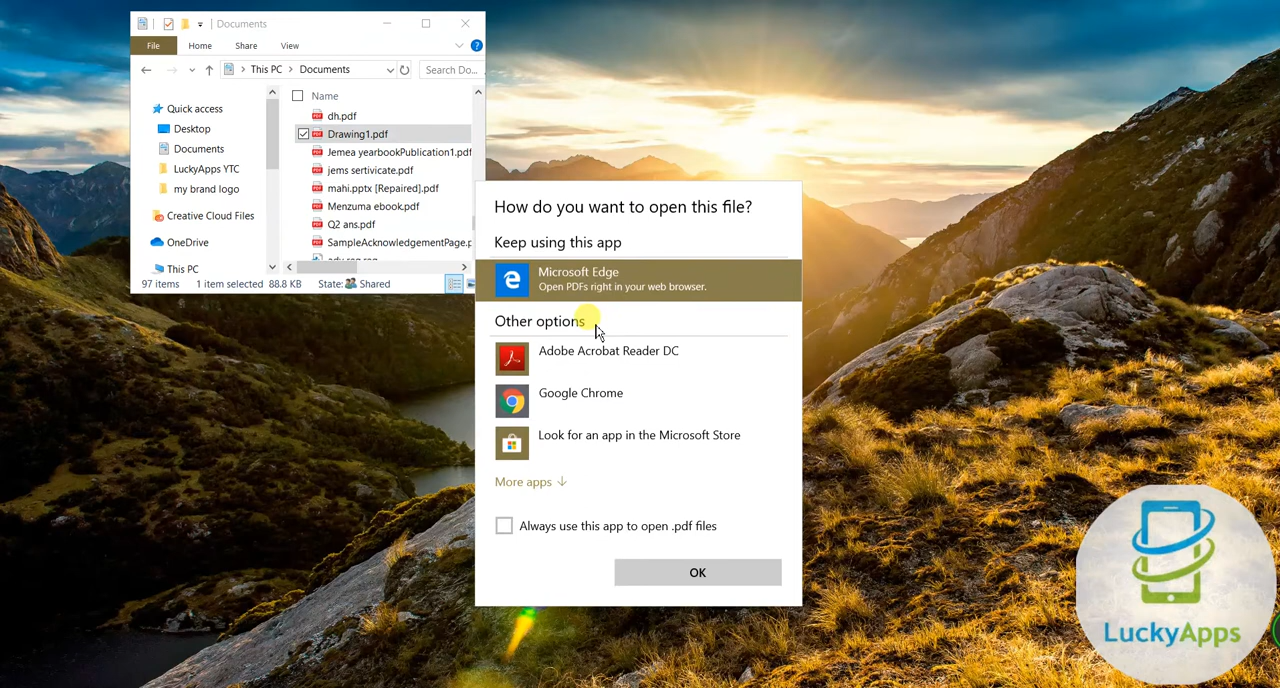 Documents
File Home Share View
This PC Documents
Search Do...
Quick access
Desktop
Documents
LuckyApps YTC
my brand logo
Creative Cloud Files
OneDrive
This PC
Name
dh.pdf
Drawing1.pdf
Jemea yearbookPublication1.pdf
jems sertivicate.pdf
mahi.pptx [Repaired].pdf
Menzuma ebook.pdf
Q2 ans.pdf
SampleAcknowledgementPage.p
97 items 1 item selected 88.8 KB State: Shared
How do you want to open this file?
Keep using this app
Microsoft Edge
Open PDFs right in your web browser.
Other options
Adobe Acrobat Reader DC
Google Chrome
Look for an app in the Microsoft Store
More apps
Always use this app to open .pdf files
OK
LuckyApps